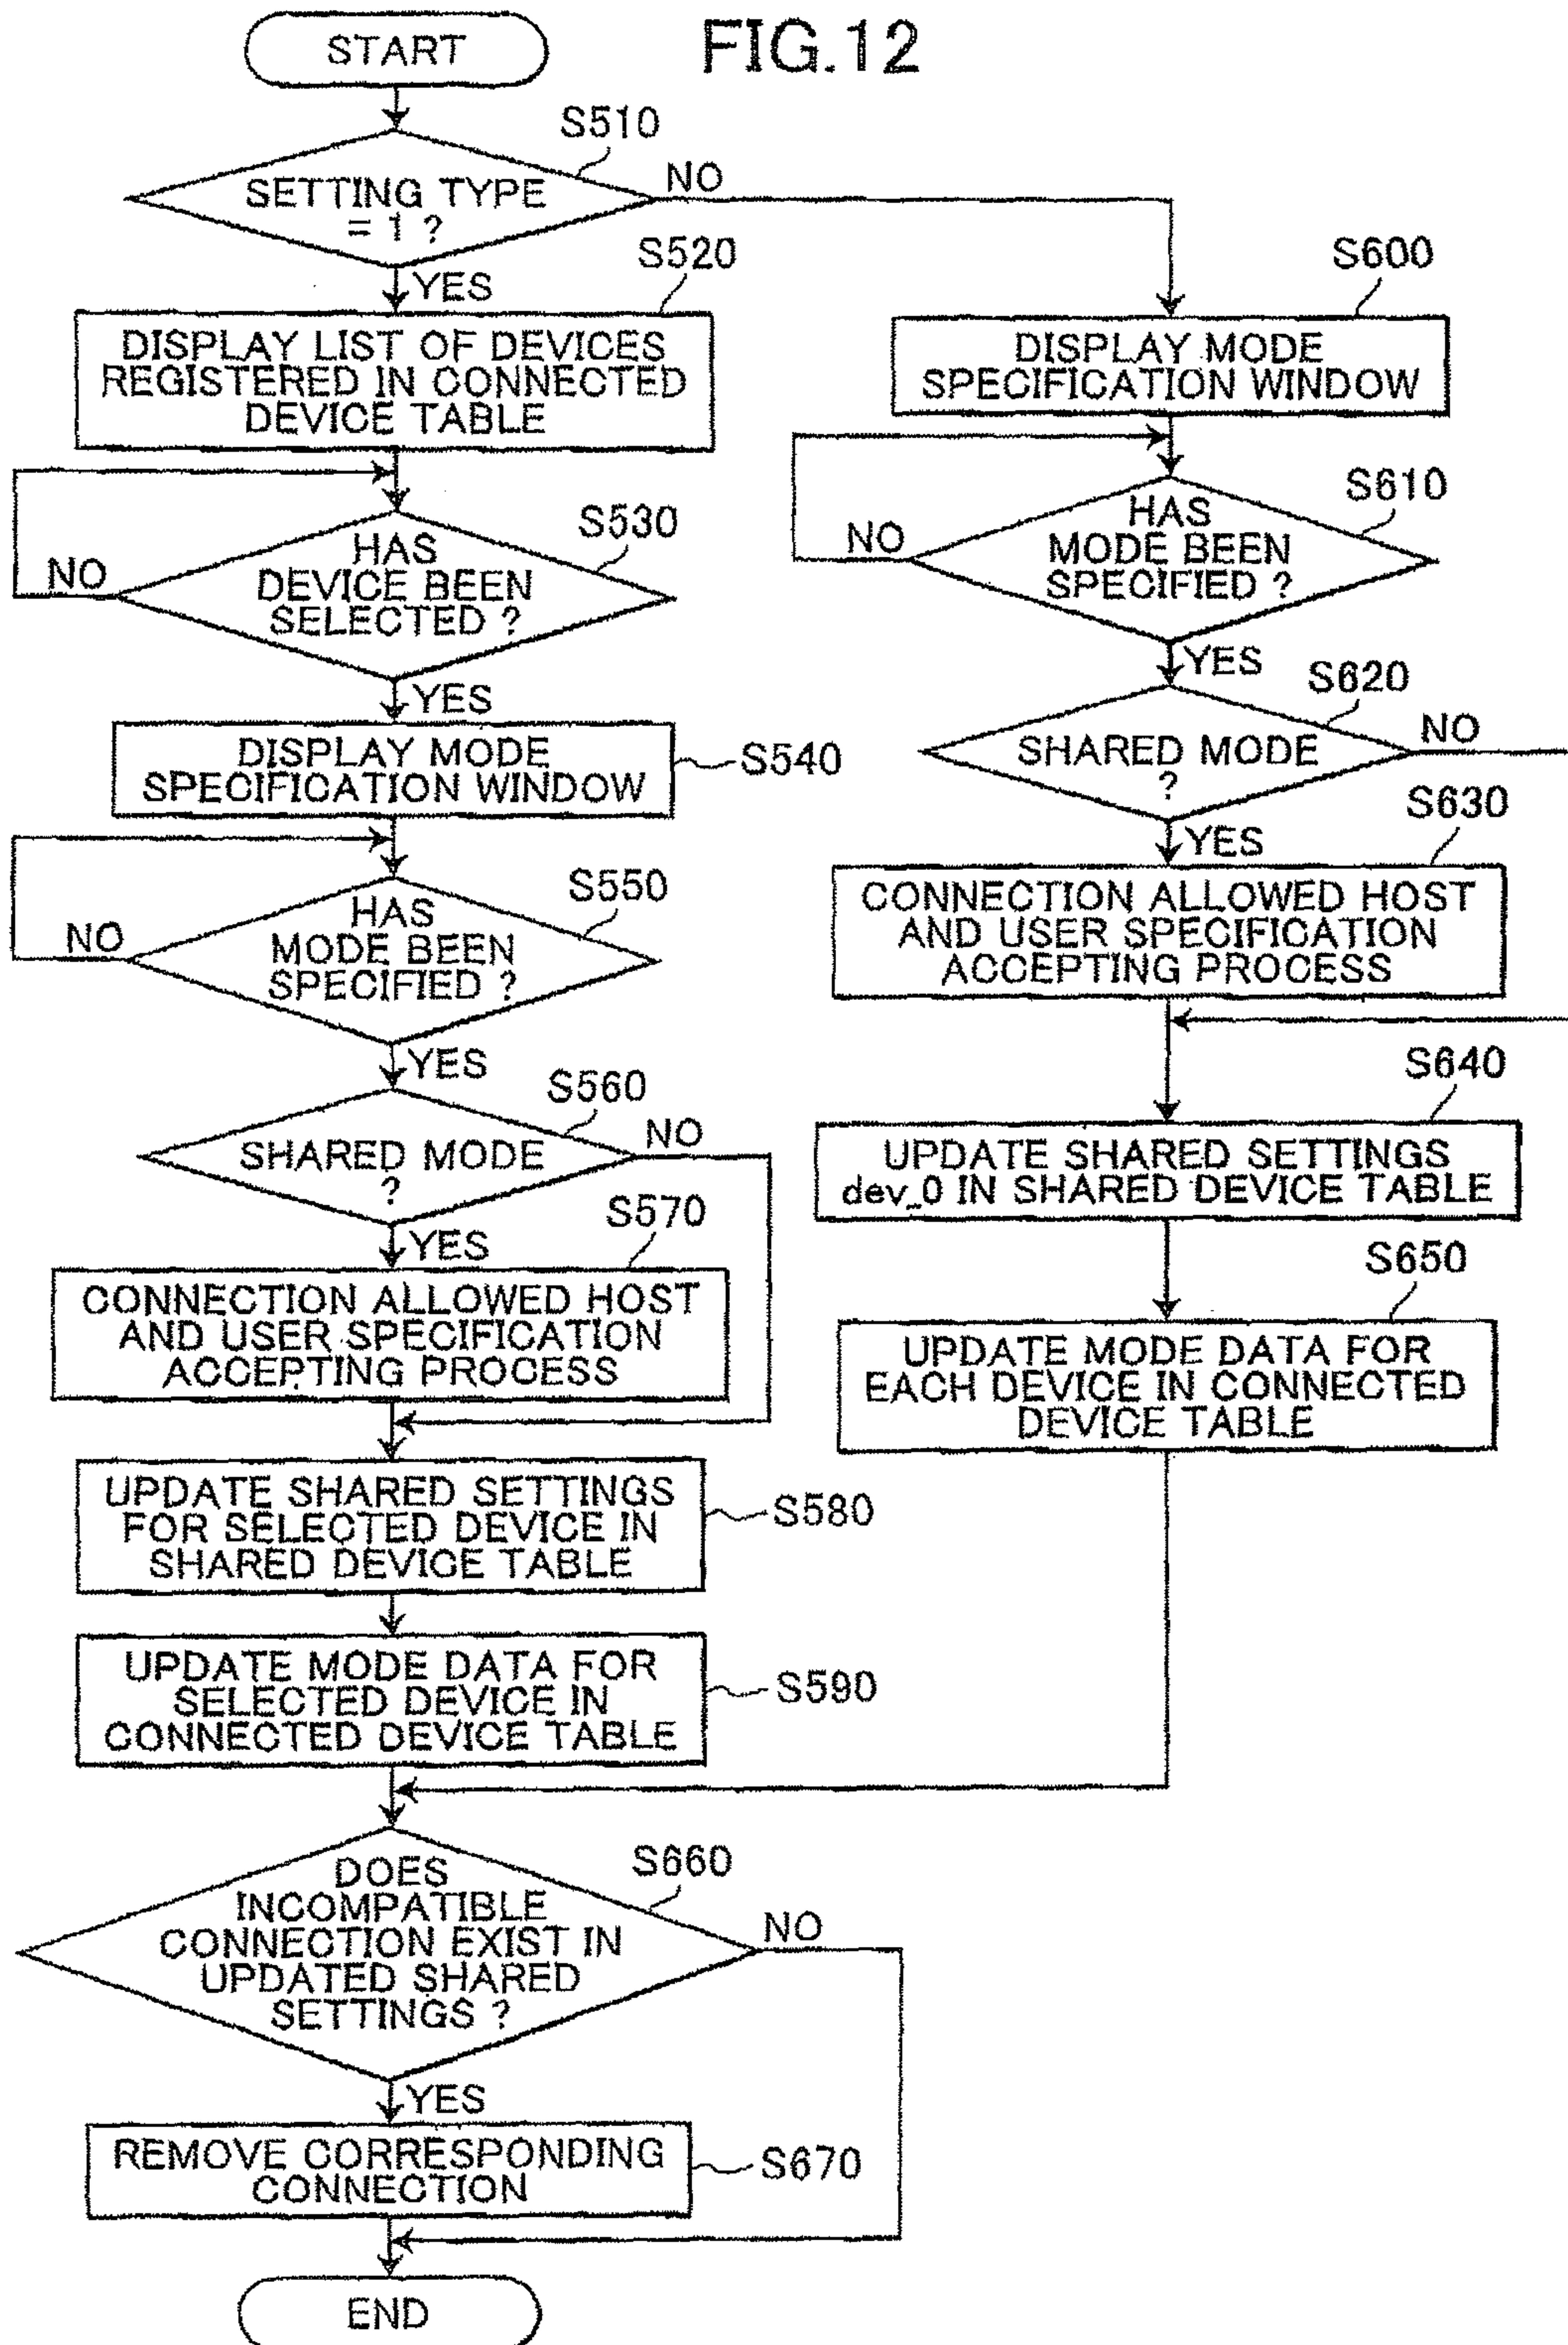 FIG.12
START
S510
SETTING TYPE
= 1 ?
NO
YES
S520
DISPLAY LIST OF DEVICES
REGISTERED IN CONNECTED
DEVICE TABLE
S530
HAS
DEVICE BEEN
SELECTED ?
NO
YES
DISPLAY MODE
SPECIFICATION WINDOW
S540
S550
HAS
MODE BEEN
SPECIFIED ?
NO
YES
S560
SHARED MODE
?
NO
YES
S570
CONNECTION ALLOWED HOST
AND USER SPECIFICATION
ACCEPTING PROCESS
UPDATE SHARED SETTINGS
FOR SELECTED DEVICE IN
SHARED DEVICE TABLE
S580
UPDATE MODE DATA FOR
SELECTED DEVICE IN
CONNECTED DEVICE TABLE
S590
S600
DISPLAY MODE
SPECIFICATION WINDOW
S610
HAS
MODE BEEN
SPECIFIED ?
NO
YES
S620
SHARED MODE
?
NO
YES
S630
CONNECTION ALLOWED HOST
AND USER SPECIFICATION
ACCEPTING PROCESS
S640
UPDATE SHARED SETTINGS
dev_0 IN SHARED DEVICE TABLE
S650
UPDATE MODE DATA FOR
EACH DEVICE IN CONNECTED
DEVICE TABLE
S660
DOES
INCOMPATIBLE
CONNECTION EXIST IN
UPDATED SHARED
SETTINGS ?
NO
YES
REMOVE CORRESPONDING
CONNECTION
S670
END